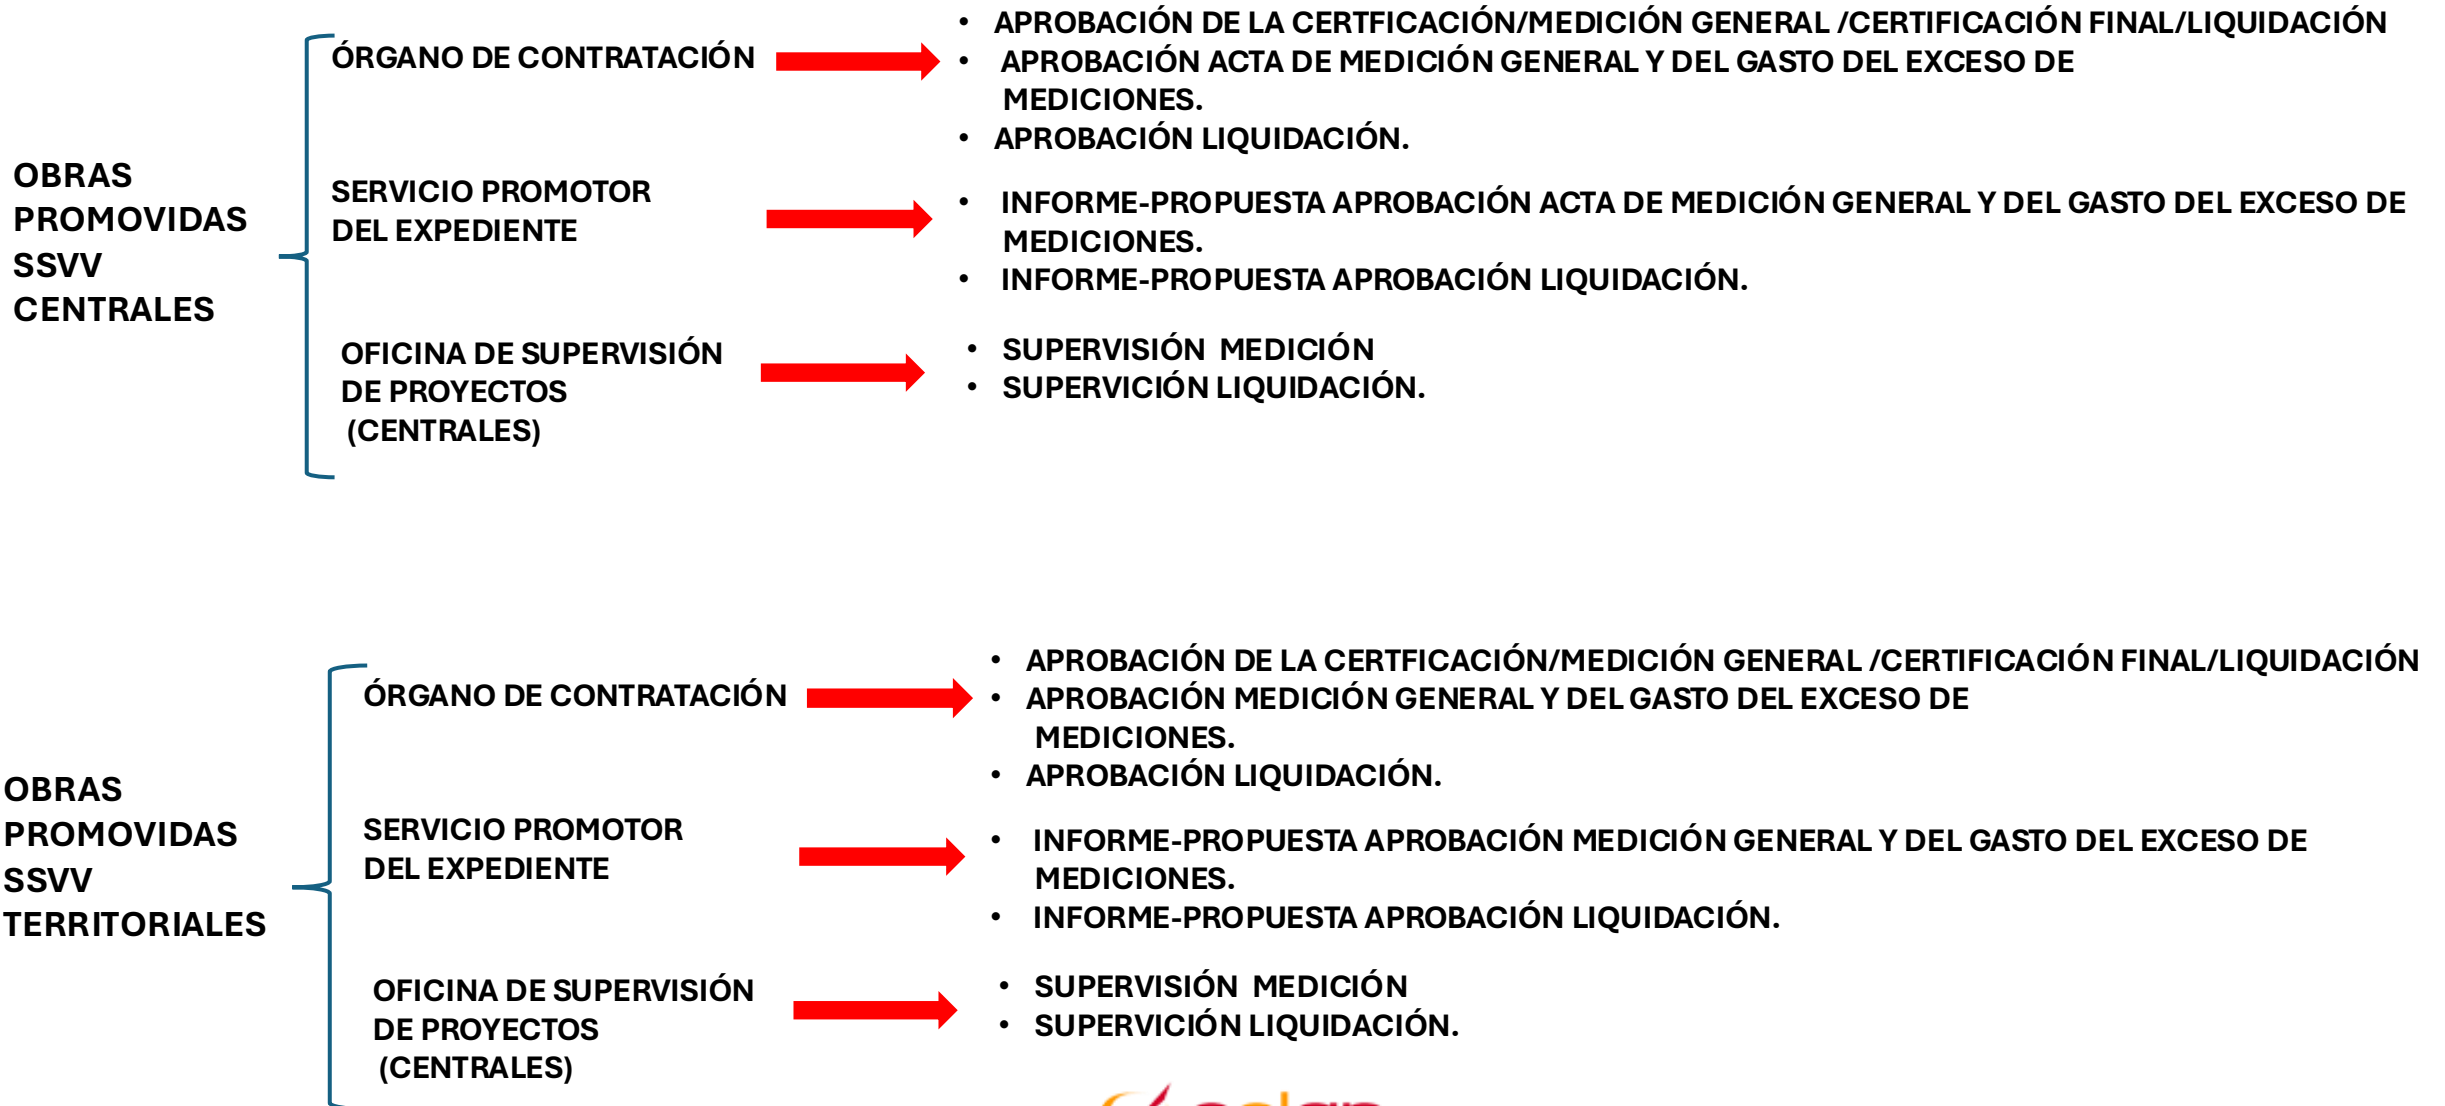 OBRAS
PROMOVIDAS
SSVV
CENTRALES
ÓRGANO DE CONTRATACIÓN
• APROBACIÓN DE LA CERTFICACIÓN/MEDICIÓN GENERAL /CERTIFICACIÓN FINAL/LIQUIDACIÓN
• APROBACIÓN ACTA DE MEDICIÓN GENERAL Y DEL GASTO DEL EXCESO DE
MEDICIONES.
• APROBACIÓN LIQUIDACIÓN.
SERVICIO PROMOTOR
DEL EXPEDIENTE
• INFORME-PROPUESTA APROBACIÓN ACTA DE MEDICIÓN GENERAL Y DEL GASTO DEL EXCESO DE
MEDICIONES.
• INFORME-PROPUESTA APROBACIÓN LIQUIDACIÓN.
OFICINA DE SUPERVISIÓN
DE PROYECTOS
(CENTRALES)
• SUPERVISIÓN MEDICIÓN
• SUPERVICIÓN LIQUIDACIÓN.
OBRAS
PROMOVIDAS
SSVV
TERRITORIALES
ÓRGANO DE CONTRATACIÓN
• APROBACIÓN DE LA CERTFICACIÓN/MEDICIÓN GENERAL /CERTIFICACIÓN FINAL/LIQUIDACIÓN
• APROBACIÓN MEDICIÓN GENERAL Y DEL GASTO DEL EXCESO DE
MEDICIONES.
• APROBACIÓN LIQUIDACIÓN.
SERVICIO PROMOTOR
DEL EXPEDIENTE
• INFORME-PROPUESTA APROBACIÓN MEDICIÓN GENERAL Y DEL GASTO DEL EXCESO DE
MEDICIONES.
• INFORME-PROPUESTA APROBACIÓN LIQUIDACIÓN.
OFICINA DE SUPERVISIÓN
DE PROYECTOS
(CENTRALES)
• SUPERVISIÓN MEDICIÓN
• SUPERVICIÓN LIQUIDACIÓN.